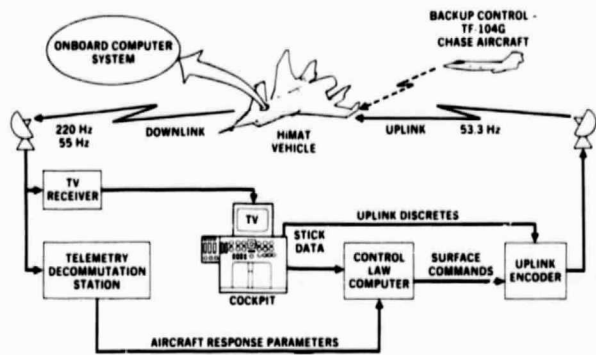 BACKUP CONTROL -
TF-104G
CHASE AIRCRAFT
ONBOARD COMPUTER
SYSTEM
220 Hz
55 Hz
DOWNLINK
HiMAT
VEHICLE
UPLINK
53.3 Hz
TV
RECEIVER
TV
UPLINK DISCRETES
STICK
DATA
TELEMETRY
DECOMMUTATION
STATION
COCKPIT
CONTROL
LAW
COMPUTER
SURFACE
COMMANDS
UPLINK
ENCODER
AIRCRAFT RESPONSE PARAMETERS